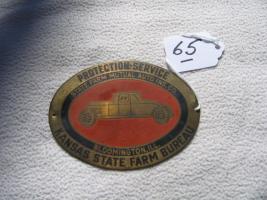 65
PROTECTION-SERVICE
STATE FARM MUTUAL AUTO INS. CO.
BLOOMINGTON, ILL.
KANSAS STATE FARM BUREAU